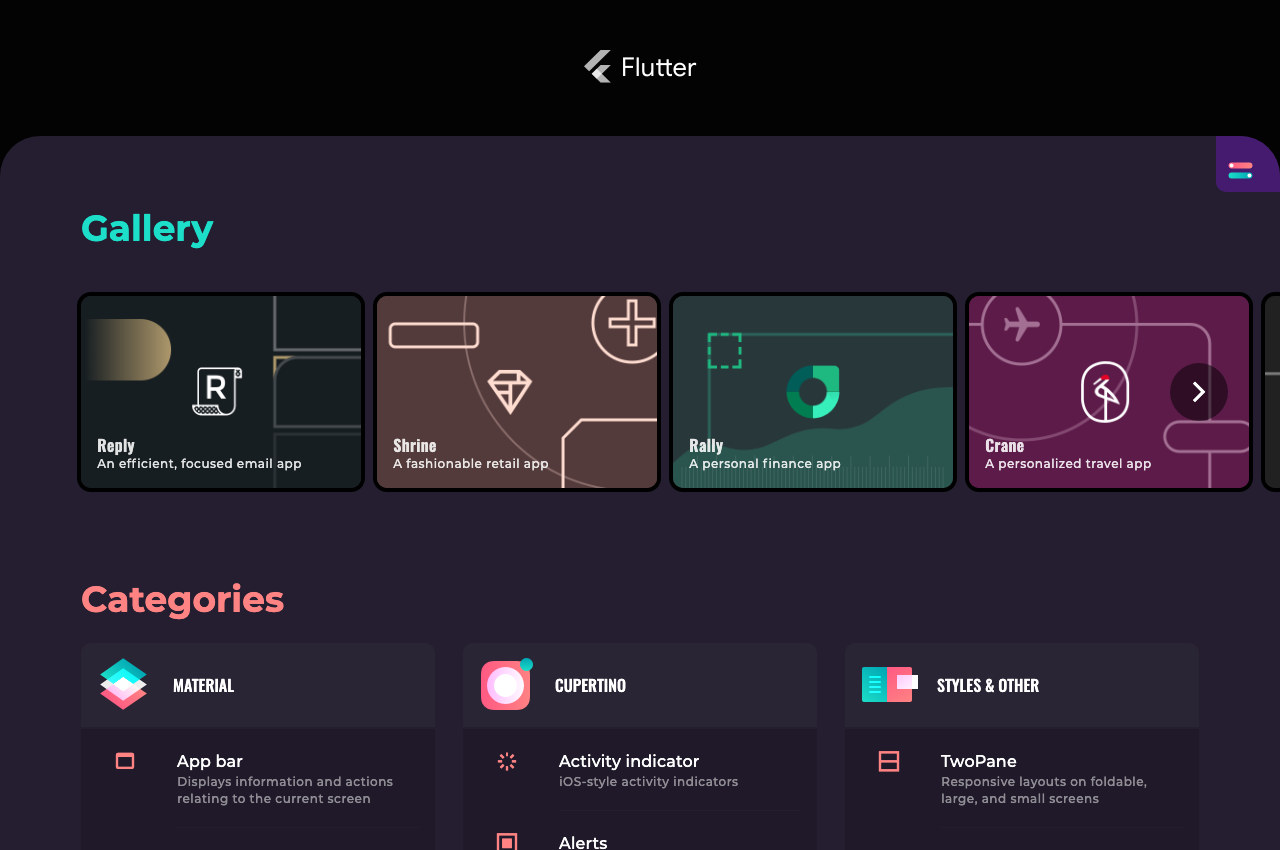 Flutter
Gallery
R
Reply
An efficient, focused email app
Shrine
A fashionable retail app
Rally
A personal finance app
Crane
A personalized travel app
Categories
MATERIAL
CUPERTINO
STYLES & OTHER
App bar
Displays information and actions
relating to the current screen
Activity indicator
iOS-style activity indicators
Alerts
TwoPane
Responsive layouts on foldable,
large, and small screens